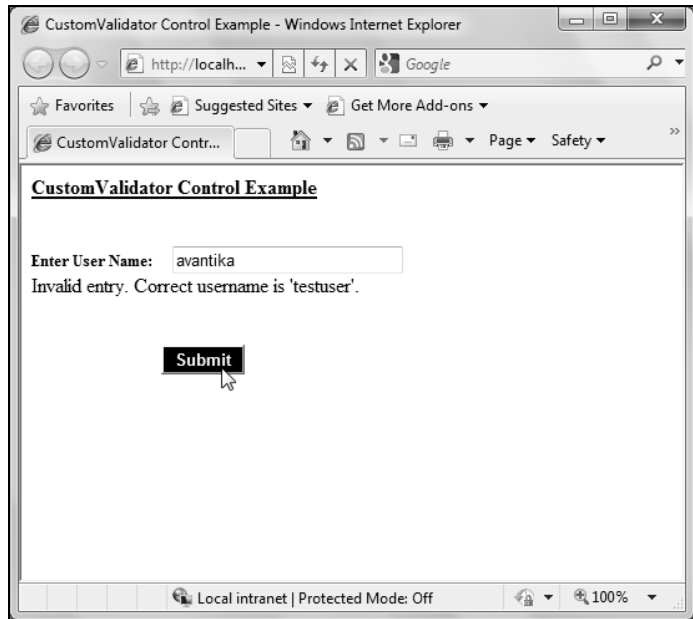 CustomValidator Control Example - Windows Internet Explorer
http://localh...
Google
Favorites Suggested Sites Get More Add-ons
CustomValidator Contr... Page Safety »
CustomValidator Control Example
Enter User Name: avantika
Invalid entry. Correct username is 'testuser'.
Submit
Local intranet | Protected Mode: Off 100%